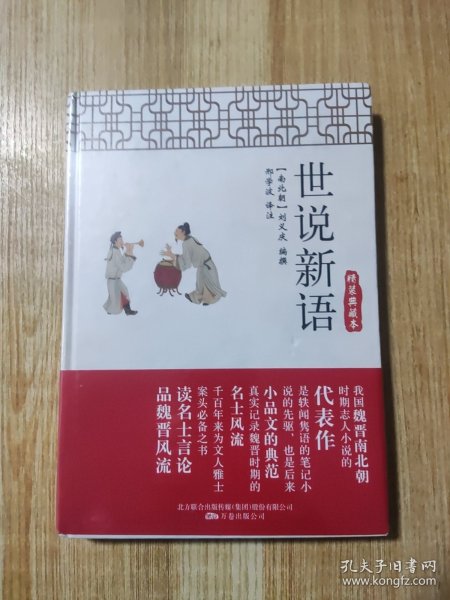 世说新语
精装典藏本
【南北朝】刘义庆 编撰
邢学波 译注
我国魏晋南北朝
时期志人小说的
代表作
是轶闻隽语的笔记小
说的先驱，也是后来
小品文的典范
真实记录魏晋时期的
名士风流
千百年来为文人雅士
案头必备之书
读名士言论
品魏晋风流
北方联合出版传媒(集团)股份有限公司
万卷出版公司
孔夫子旧书网
www.kongfz.com